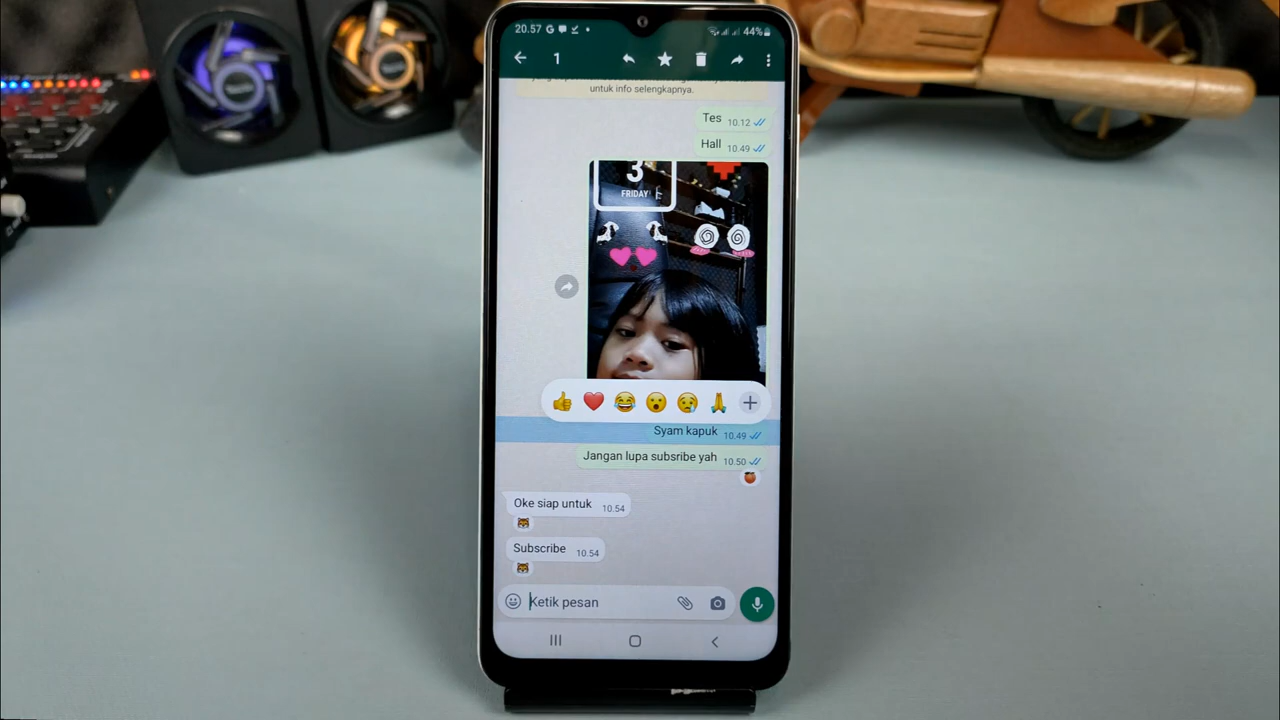 20.57 G 44%
1
untuk info selengkapnya.
Tes 10.12
Hall 10.49
3
FRIDAY
Syam kapuk 10.49
Jangan lupa subsribe yah 10.50
Oke siap untuk 10.54
Subscribe 10.54
Ketik pesan